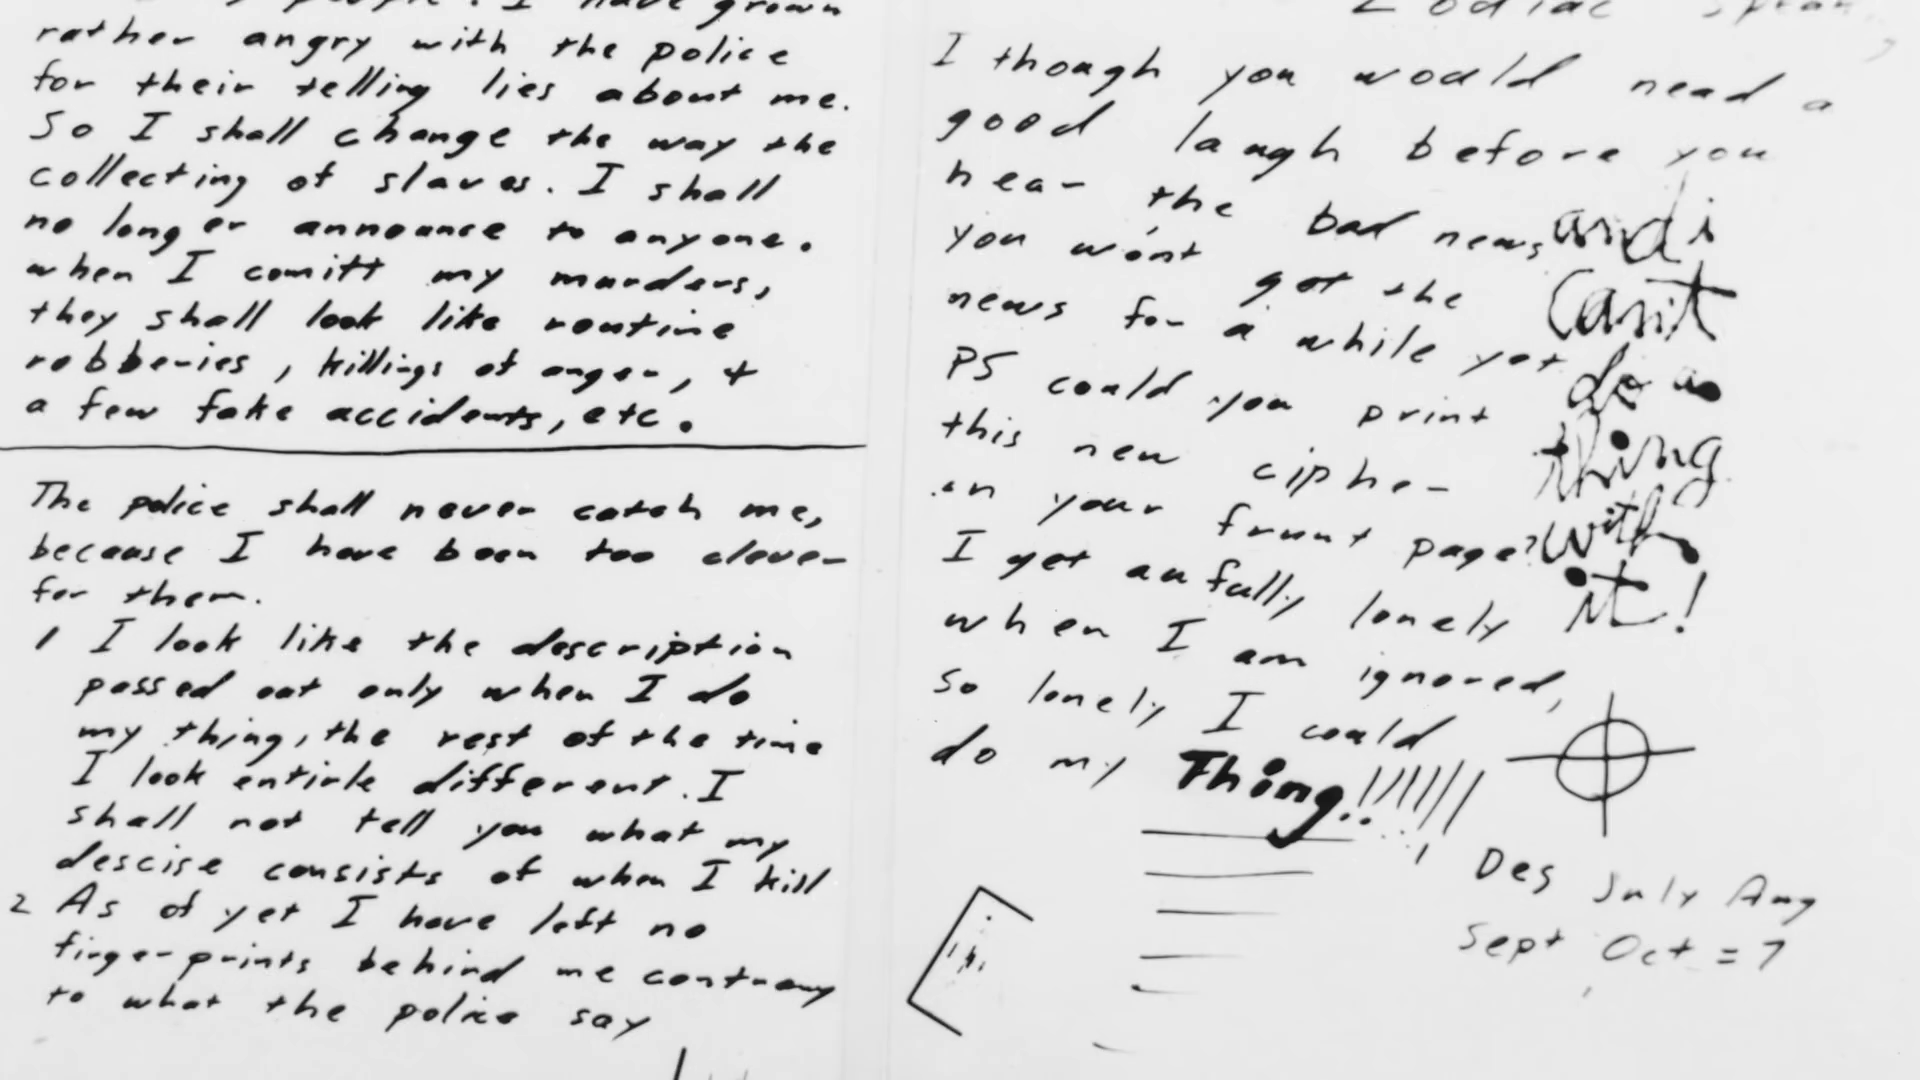 people. I have grown
rather angry with the police
for their telling lies about me.
So I shall change the way the
collecting of slaves. I shall
no longer announce to anyone.
when I comitt my murders,
they shall look like routine
robberies, killings of anger, +
a few fake accidents, etc.
The police shall never catch me,
because I have been too clever
for them.
1 I look like the description
passed out only when I do
my thing, the rest of the time
I look entirle different. I
shall not tell you what my
descise consists of when I kill
2 As of yet I have left no
fingerprints behind me contrary
to what the police say
Zodiac
I though you would need a
good laugh before you
hear the bad news
you won't get the
news for a while yet
PS could you print
this new cipher
on your frunt page?
I get aufully lonely
when I am ignored,
so lonely I could
do my Thing!!!!!!
and i
can't
do a
thing
with
it!
Des July Aug
Sept Oct = 7